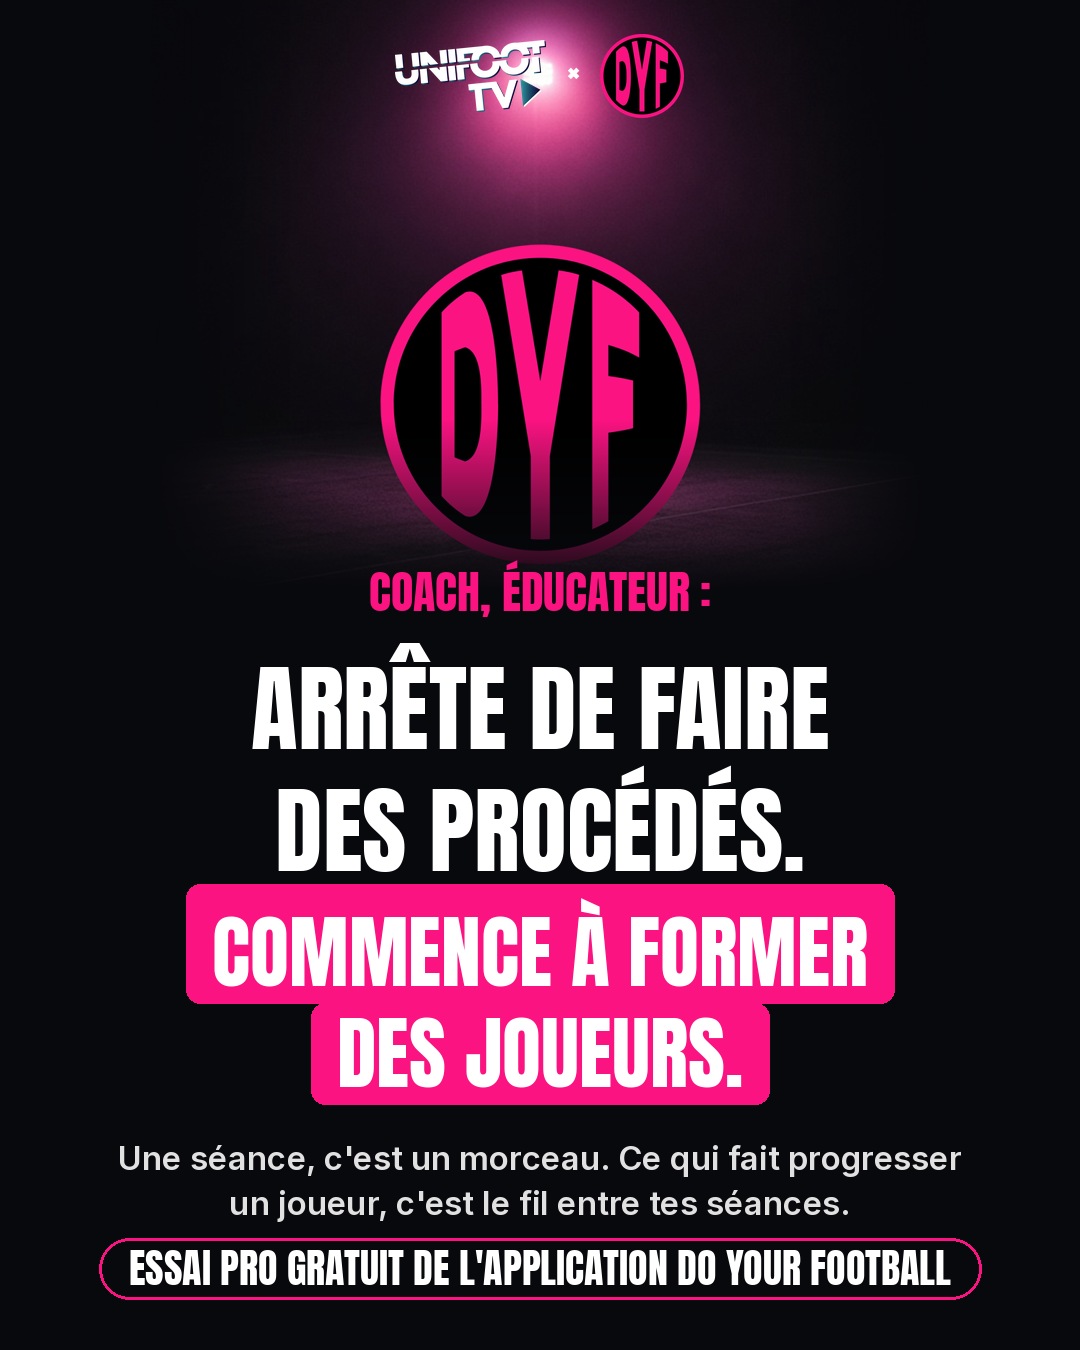 UNIFOOT
TV
×
DYF
DYF
COACH, ÉDUCATEUR :
ARRÊTE DE FAIRE
DES PROCÉDÉS.
COMMENCE À FORMER
DES JOUEURS.
Une séance, c'est un morceau. Ce qui fait progresser
un joueur, c'est le fil entre tes séances.
ESSAI PRO GRATUIT DE L'APPLICATION DO YOUR FOOTBALL